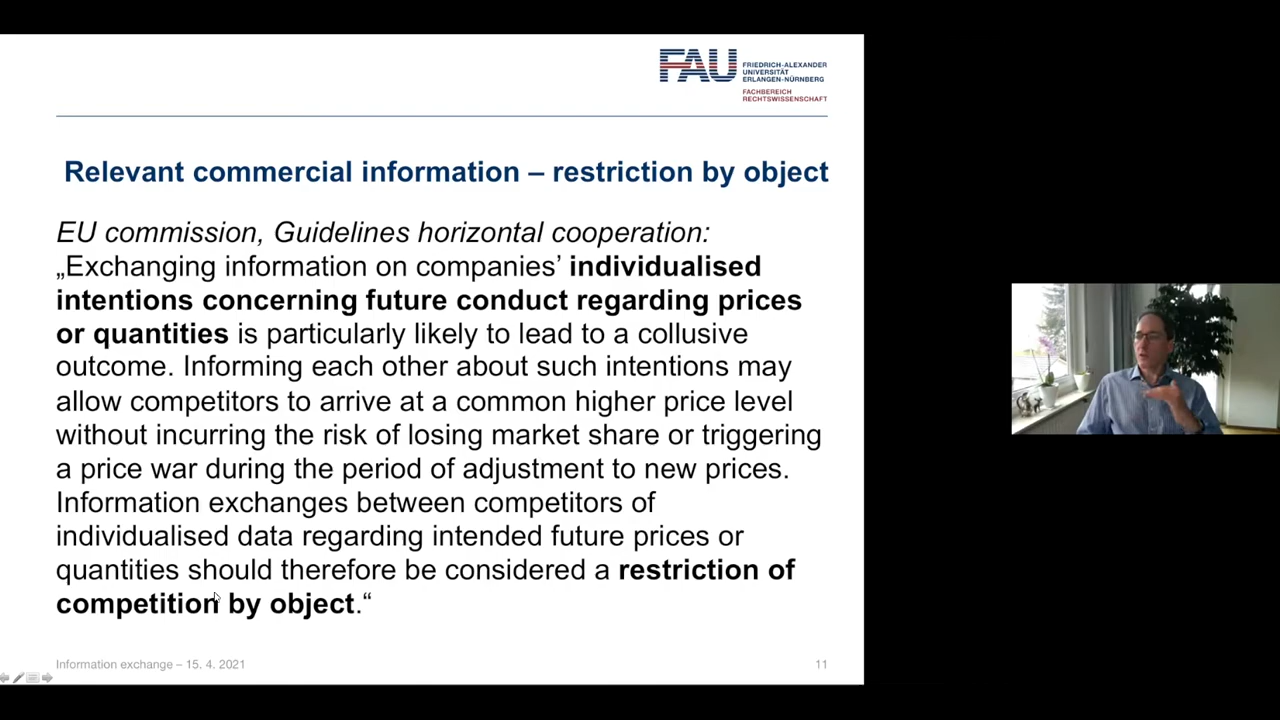 FAU
FRIEDRICH-ALEXANDER
UNIVERSITÄT
ERLANGEN-NÜRNBERG
FACHBEREICH
RECHTSWISSENSCHAFT
Relevant commercial information – restriction by object
EU commission, Guidelines horizontal cooperation:
„Exchanging information on companies’ individualised
intentions concerning future conduct regarding prices
or quantities is particularly likely to lead to a collusive
outcome. Informing each other about such intentions may
allow competitors to arrive at a common higher price level
without incurring the risk of losing market share or triggering
a price war during the period of adjustment to new prices.
Information exchanges between competitors of
individualised data regarding intended future prices or
quantities should therefore be considered a restriction of
competition by object.“
Information exchange – 15. 4. 2021
11